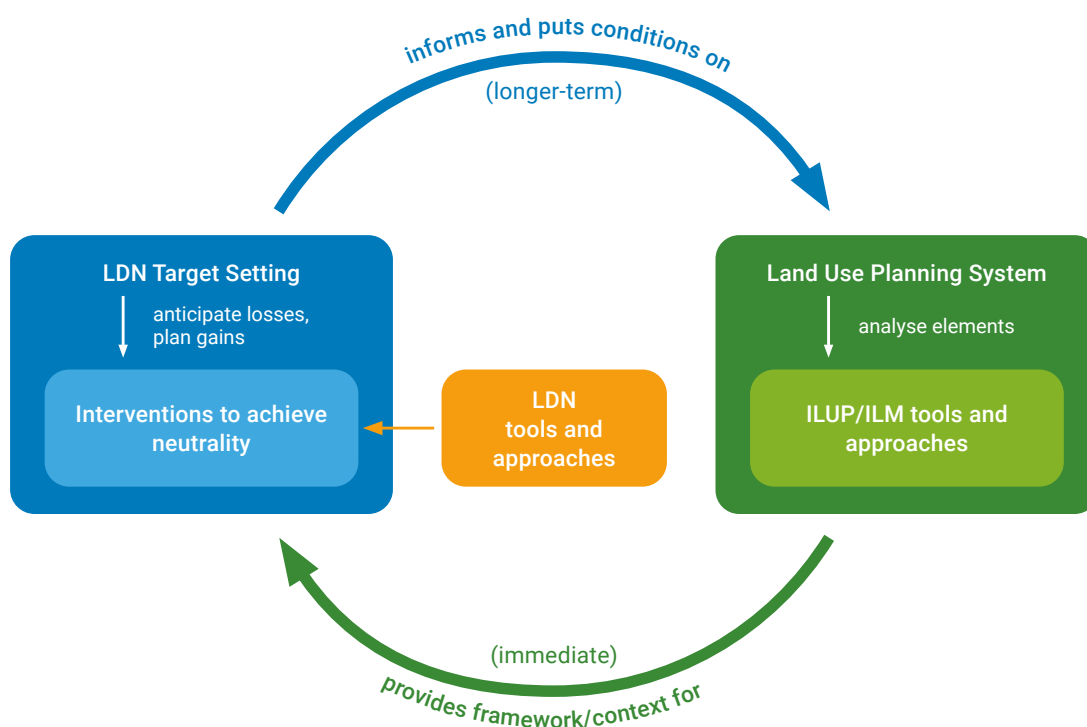 informs and puts conditions on
(longer-term)
LDN Target Setting
anticipate losses,
plan gains
Interventions to achieve
neutrality
LDN
tools and
approaches
Land Use Planning System
analyse elements
ILUP/ILM tools and
approaches
(immediate)
provides framework/context for